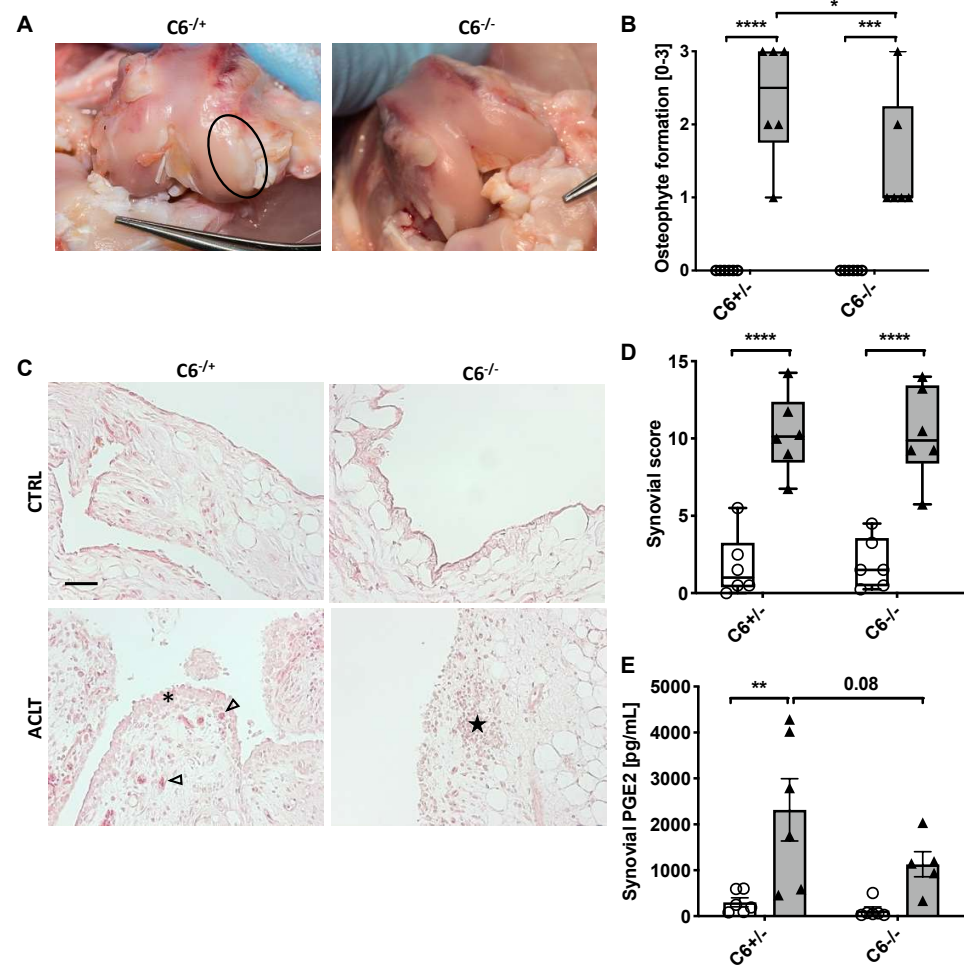 A
C6-/+
C6-/-
B
****
*
***
Osteophyte formation [0-3]
3
2
1
0
C6+/-
C6-/-
C
C6-/+
C6-/-
CTRL
ACLT
*
D
****
****
Synovial score
15
10
5
0
C6+/-
C6-/-
E
**
0.08
Synovial PGE2 [pg/mL]
5000
4000
3000
2000
1000
0
C6+/-
C6-/-